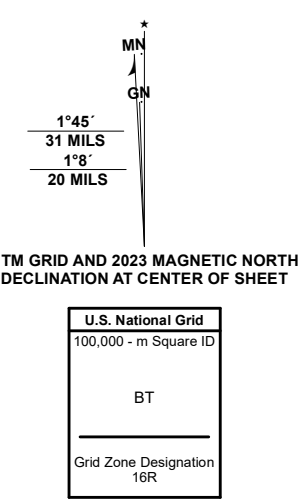 MN
GN
1°45´
31 MILS
1°8´
20 MILS
TM GRID AND 2023 MAGNETIC NORTH
DECLINATION AT CENTER OF SHEET
U.S. National Grid
100,000 - m Square ID
BT
Grid Zone Designation
16R